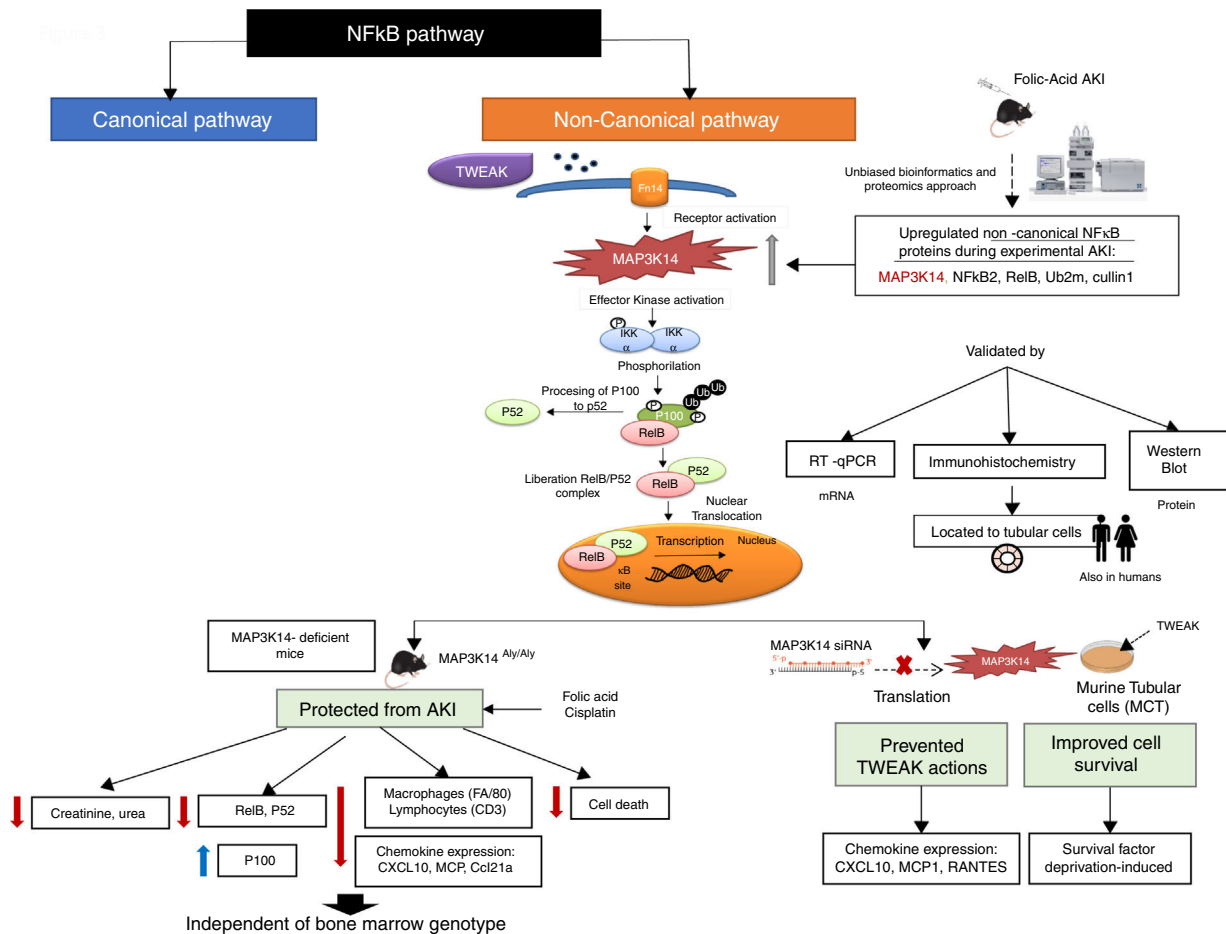 Figure 3
NFkB pathway
Canonical pathway
Non-Canonical pathway
Folic-Acid AKI
Unbiased bioinformatics and
proteomics approach
TWEAK
Fn14
Receptor activation
MAP3K14
Upregulated non -canonical NFκB
proteins during experimental AKI:
MAP3K14, NFkB2, RelB, Ub2m, cullin1
Effector Kinase activation
P
IKK
α
IKK
α
Phosphorilation
Procesing of P100
to p52
P52
P
P100
P
Ub
Ub
Ub
RelB
Liberation RelB/P52
complex
RelB
P52
Nuclear
Translocation
P52
RelB
Transcription
Nucleus
κB
site
Validated by
RT -qPCR
mRNA
Immunohistochemistry
Western
Blot
Protein
Located to tubular cells
Also in humans
MAP3K14- deficient
mice
MAP3K14 Aly/Aly
Protected from AKI
Folic acid
Cisplatin
Creatinine, urea
RelB, P52
P100
Macrophages (FA/80)
Lymphocytes (CD3)
Chemokine expression:
CXCL10, MCP, Ccl21a
Cell death
Independent of bone marrow genotype
MAP3K14 siRNA
5'-p
3'
3'
p-5
Translation
MAP3K14
TWEAK
Murine Tubular
cells (MCT)
Prevented
TWEAK actions
Improved cell
survival
Chemokine expression:
CXCL10, MCP1, RANTES
Survival factor
deprivation-induced